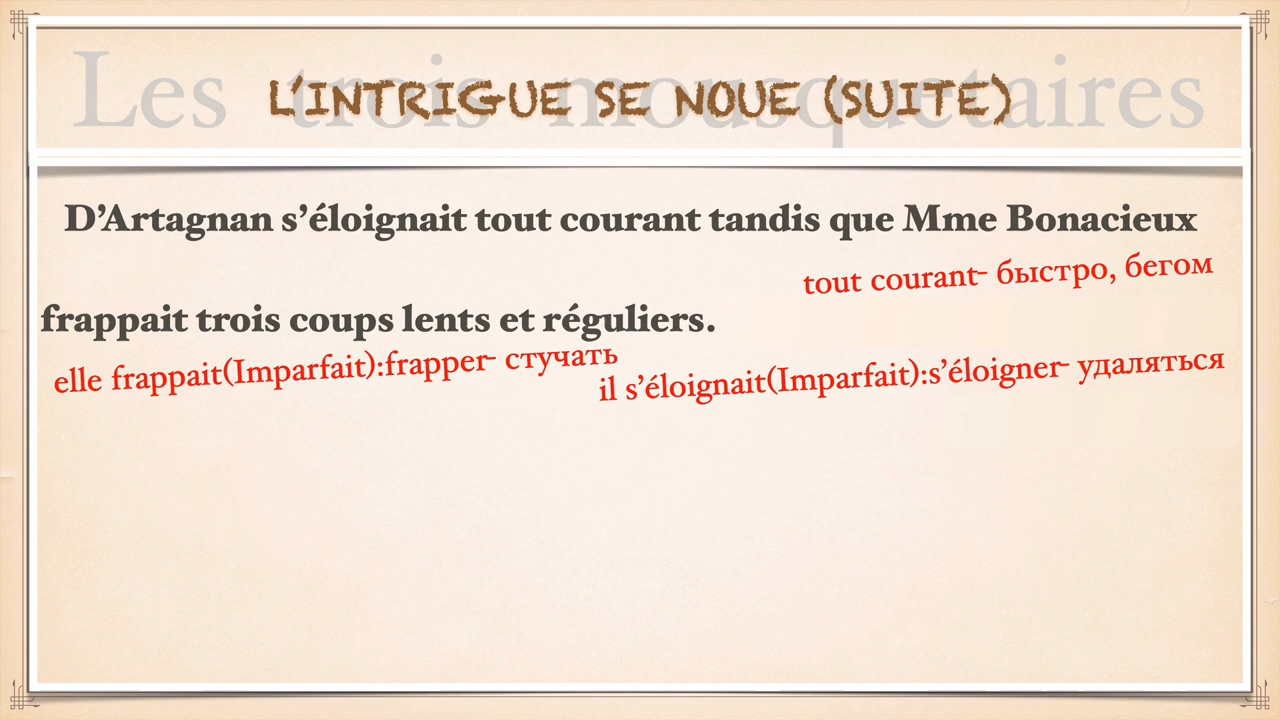 Les trois mousquetaires
L'INTRIGUE SE NOUE (SUITE)
D'Artagnan s'éloignait tout courant tandis que Mme Bonacieux
tout courant- быстро, бегом
frappait trois coups lents et réguliers.
elle frappait(Imparfait):frapper- стучать
il s'éloignait(Imparfait):s'éloigner- удаляться